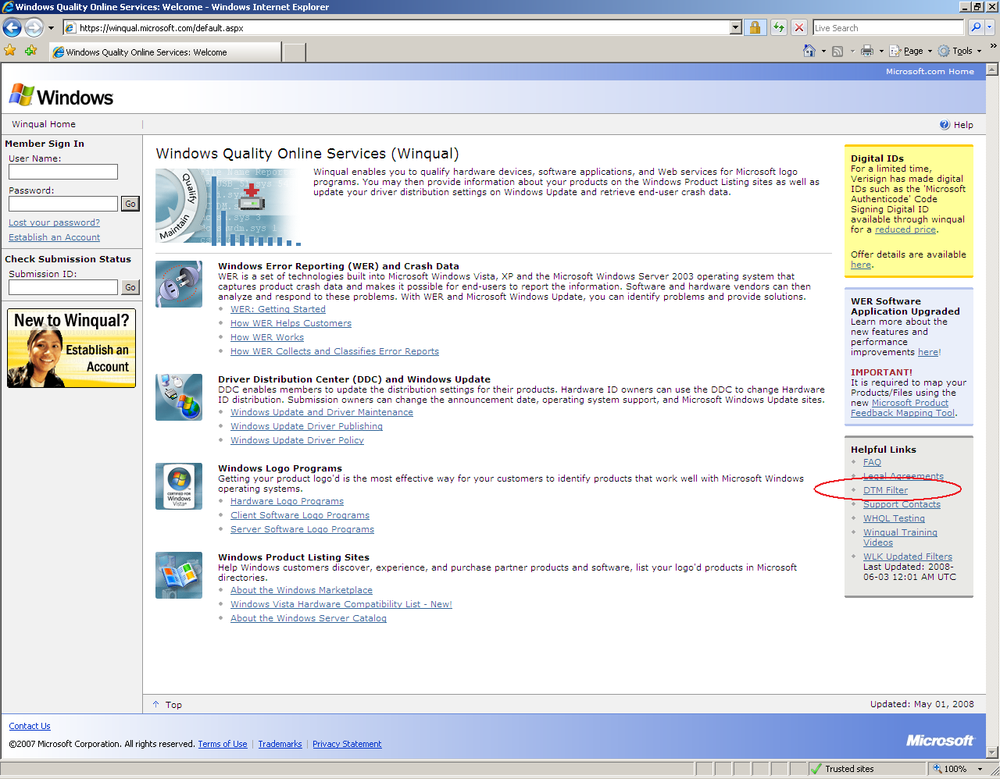 Windows Quality Online Services: Welcome - Windows Internet Explorer
https://winqual.microsoft.com/default.aspx
Live Search
Windows Quality Online Services: Welcome
Page
Tools
Microsoft.com Home
Windows
Winqual Home
Help
Member Sign In
User Name:
Password:
Go
Lost your password?
Establish an Account
Check Submission Status
Submission ID:
Go
New to Winqual?
Establish an
Account
Windows Quality Online Services (Winqual)
Qualify
Maintain
Winqual enables you to qualify hardware devices, software applications, and Web services for Microsoft logo
programs. You may then provide information about your products on the Windows Product Listing sites as well as
update your driver distribution settings on Windows Update and retrieve end-user crash data.
Windows Error Reporting (WER) and Crash Data
WER is a set of technologies built into Microsoft Windows Vista, XP and the Microsoft Windows Server 2003 operating system that
captures product crash data and makes it possible for end-users to report the information. Software and hardware vendors can then
analyze and respond to these problems. With WER and Microsoft Windows Update, you can identify problems and provide solutions.
WER: Getting Started
How WER Helps Customers
How WER Works
How WER Collects and Classifies Error Reports
Driver Distribution Center (DDC) and Windows Update
DDC enables members to update the distribution settings for their products. Hardware ID owners can use the DDC to change Hardware
ID distribution. Submission owners can change the announcement date, operating system support, and Microsoft Windows Update sites.
Windows Update and Driver Maintenance
Windows Update Driver Publishing
Windows Update Driver Policy
CERTIFIED FOR
Windows
Vista
Windows Logo Programs
Getting your product logo'd is the most effective way for your customers to identify products that work well with Microsoft Windows
operating systems.
Hardware Logo Programs
Client Software Logo Programs
Server Software Logo Programs
Windows Product Listing Sites
Help Windows customers discover, experience, and purchase partner products and software, list your logo'd products in Microsoft
directories.
About the Windows Marketplace
Windows Vista Hardware Compatibility List - New!
About the Windows Server Catalog
Digital IDs
For a limited time,
Verisign has made digital
IDs such as the 'Microsoft
Authenticode' Code
Signing Digital ID
available through winqual
for a reduced price.
Offer details are available
here.
WER Software
Application Upgraded
Learn more about the
new features and
performance
improvements here!
IMPORTANT!
It is required to map your
Products/Files using the
new Microsoft Product
Feedback Mapping Tool.
Helpful Links
FAQ
Legal Agreements
DTM Filter
Support Contacts
WHQL Testing
Winqual Training
Videos
WLK Updated Filters
Last Updated: 2008-
06-03 12:01 AM UTC
Top
Updated: May 01, 2008
Contact Us
©2007 Microsoft Corporation. All rights reserved. Terms of Use | Trademarks | Privacy Statement
Microsoft
Trusted sites
100%